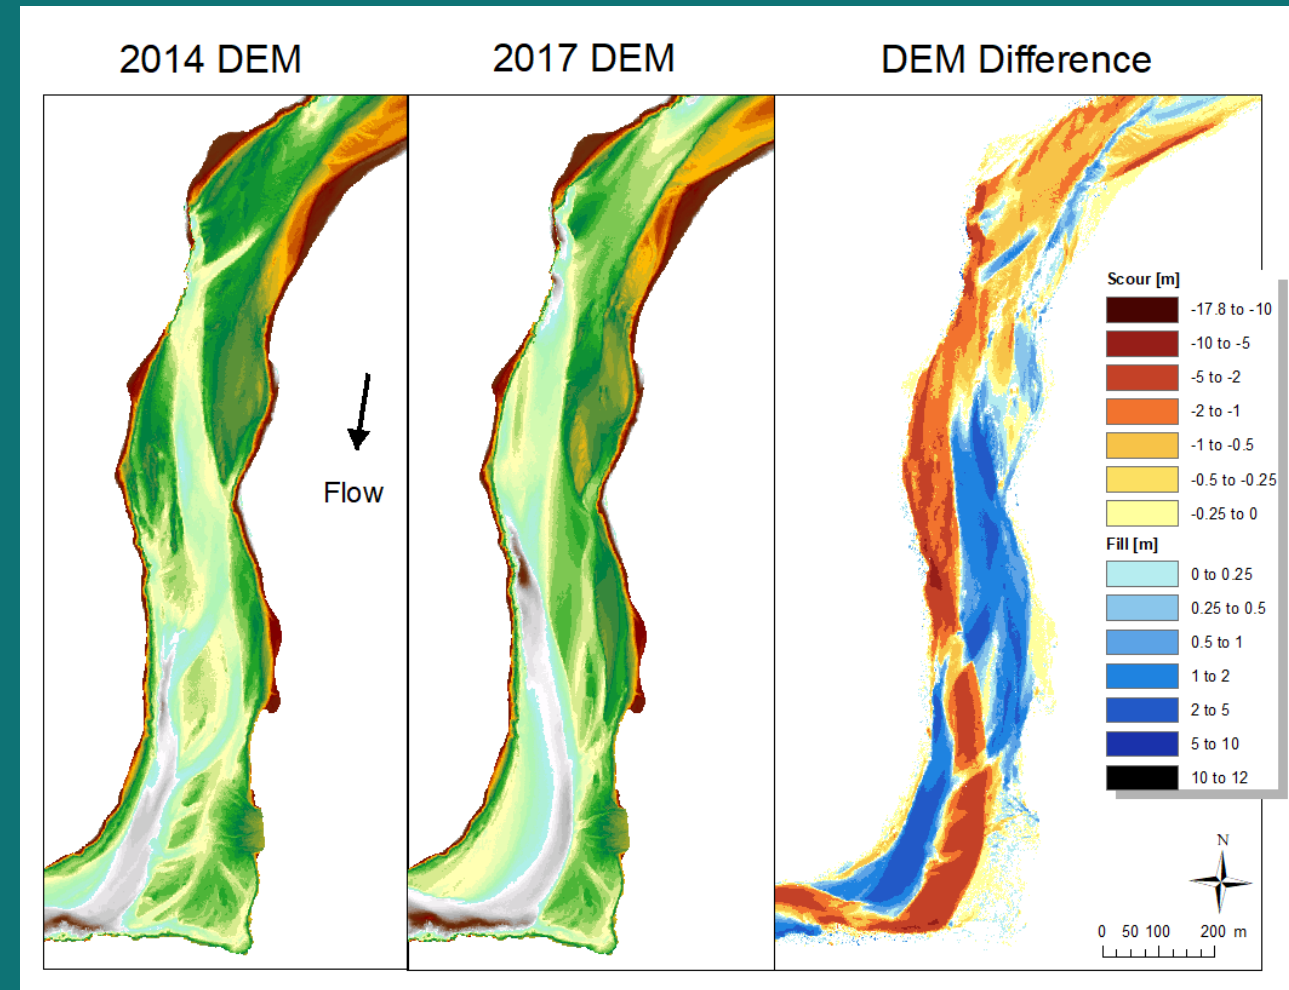 2014 DEM
2017 DEM
DEM Difference
Flow
Scour [m]
-17.8 to -10
-10 to -5
-5 to -2
-2 to -1
-1 to -0.5
-0.5 to -0.25
-0.25 to 0
Fill [m]
0 to 0.25
0.25 to 0.5
0.5 to 1
1 to 2
2 to 5
5 to 10
10 to 12
N
0 50 100 200 m